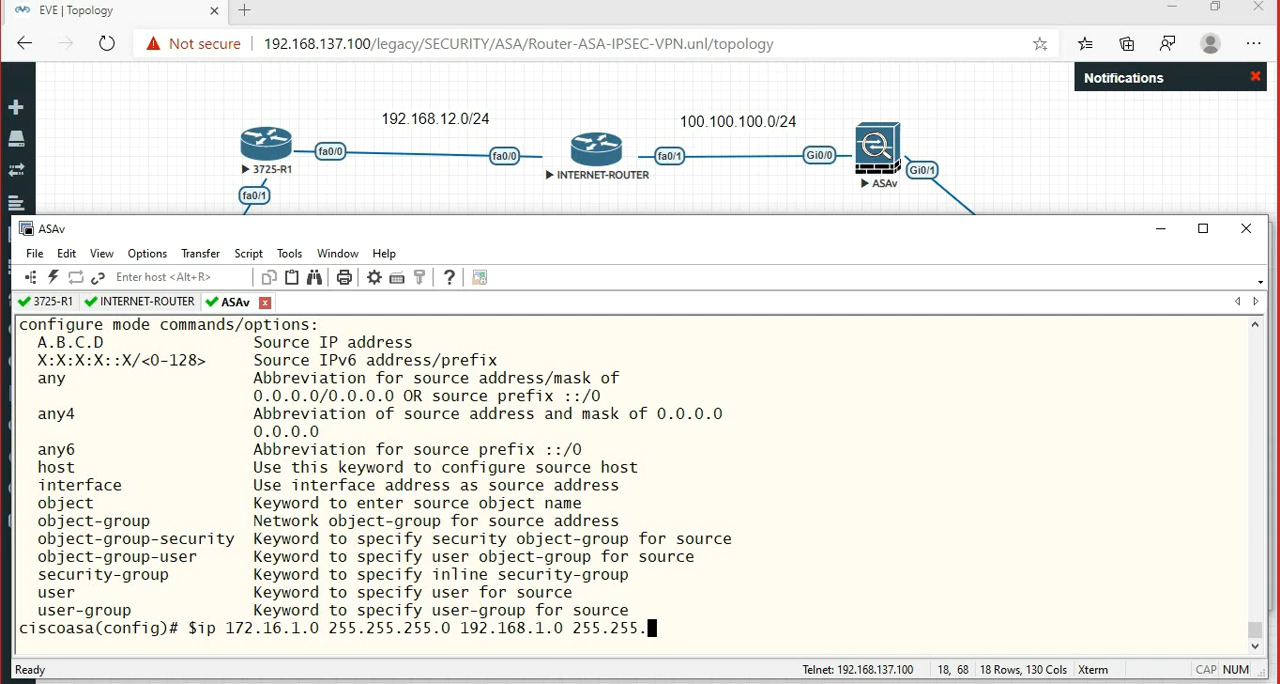 EVE | Topology
Not secure 192.168.137.100/legacy/SECURITY/ASA/Router-ASA-IPSEC-VPN.unl/topology
Notifications
192.168.12.0/24
100.100.100.0/24
fa0/0
fa0/0
fa0/1
Gi0/0
Gi0/1
3725-R1
INTERNET-ROUTER
ASAv
fa0/1
ASAv
File Edit View Options Transfer Script Tools Window Help
Enter host <Alt+R>
3725-R1 INTERNET-ROUTER ASAv
configure mode commands/options:
A.B.C.D Source IP address
X:X:X:X::X/<0-128> Source IPv6 address/prefix
any Abbreviation for source address/mask of
0.0.0.0/0.0.0.0 OR source prefix ::/0
any4 Abbreviation of source address and mask of 0.0.0.0
0.0.0.0
any6 Abbreviation for source prefix ::/0
host Use this keyword to configure source host
interface Use interface address as source address
object Keyword to enter source object name
object-group Network object-group for source address
object-group-security Keyword to specify security object-group for source
object-group-user Keyword to specify user object-group for source
security-group Keyword to specify inline security-group
user Keyword to specify user for source
user-group Keyword to specify user-group for source
ciscoasa(config)# $ip 172.16.1.0 255.255.255.0 192.168.1.0 255.255.
Ready Telnet: 192.168.137.100 18, 68 18 Rows, 130 Cols Xterm CAP NUM